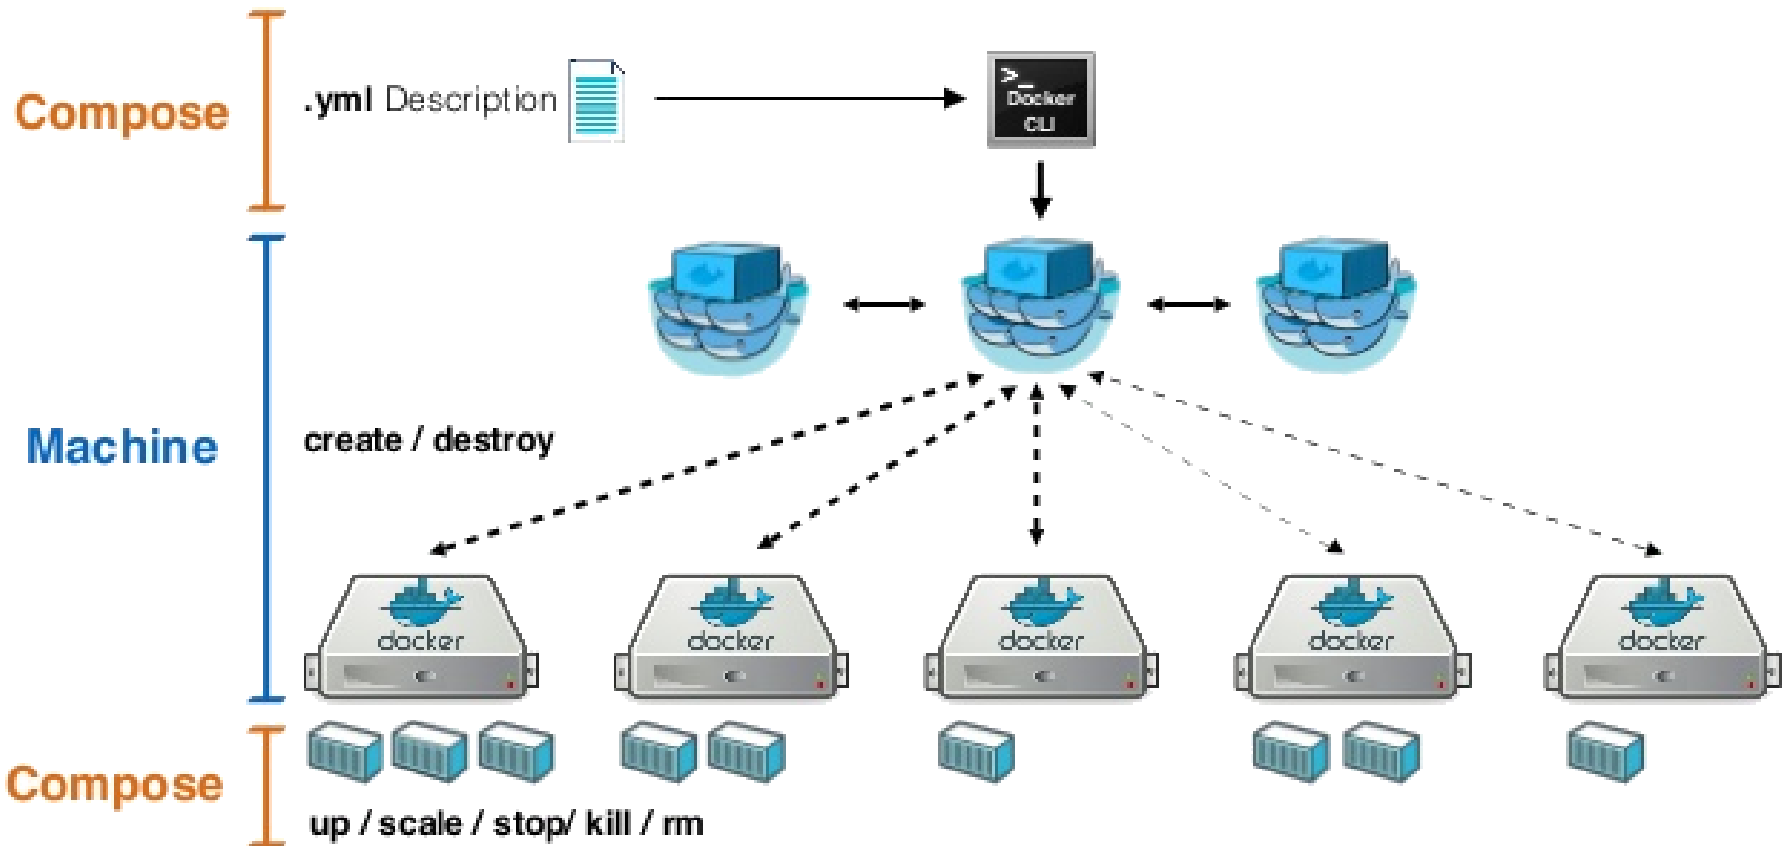 Compose
.yml Description
>_
Docker
CLI
Machine
create / destroy
docker
docker
docker
docker
docker
Compose
up / scale / stop/ kill / rm